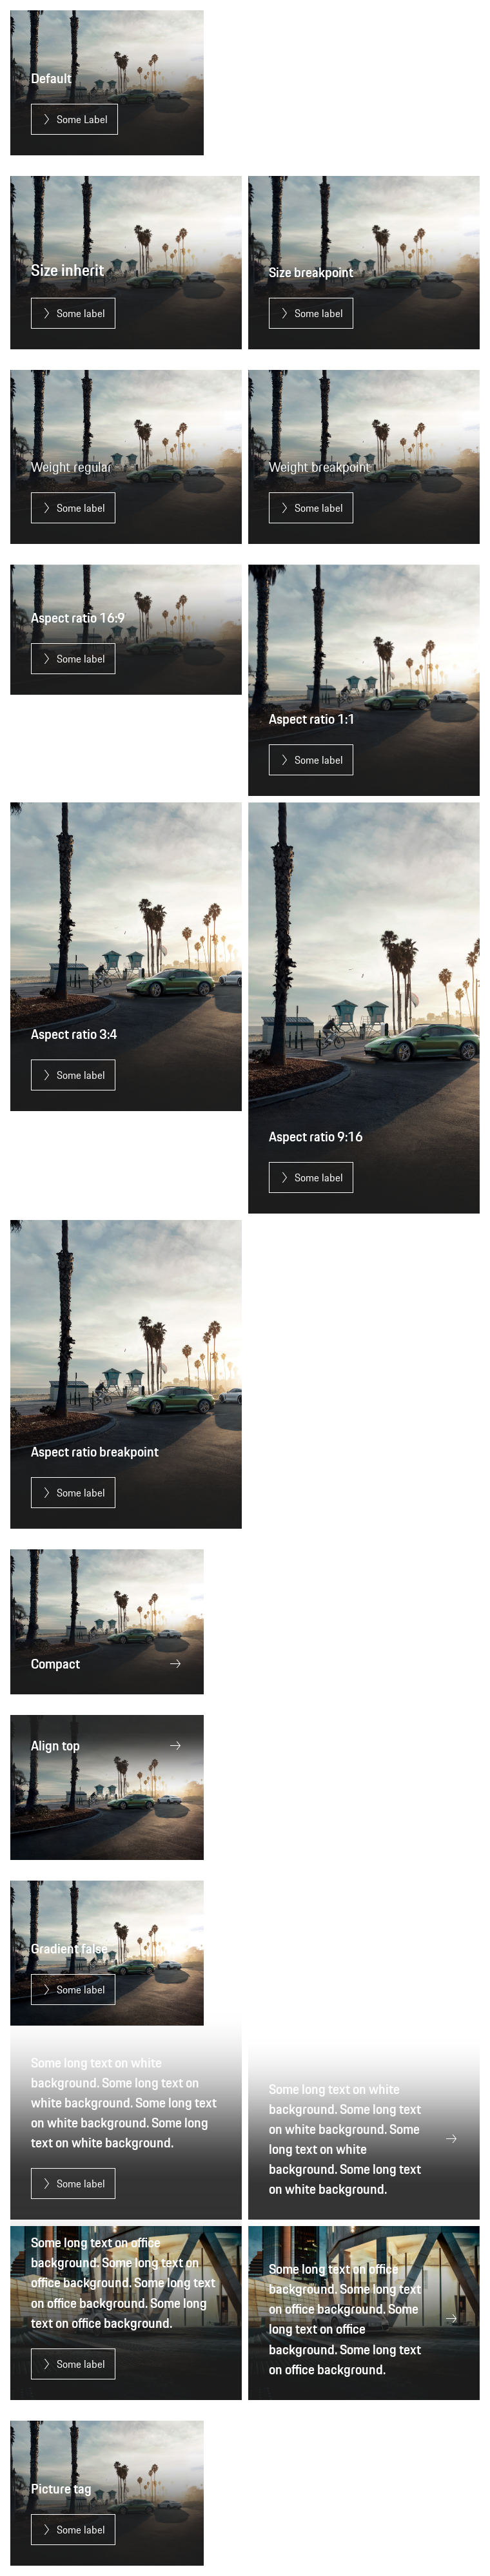 Default
Some Label
Size inherit
Some label
Size breakpoint
Some label
Weight regular
Some label
Weight breakpoint
Some label
Aspect ratio 16:9
Some label
Aspect ratio 1:1
Some label
Aspect ratio 3:4
Some label
Aspect ratio 9:16
Some label
Aspect ratio breakpoint
Some label
Compact
Align top
Gradient false
Some label
Some long text on white
background. Some long text on
white background. Some long text
on white background. Some long
text on white background.
Some label
Some long text on white
background. Some long text
on white background. Some
long text on white
background. Some long text
on white background.
Some long text on office
background. Some long text on
office background. Some long text
on office background. Some long
text on office background.
Some label
Some long text on office
background. Some long text
on office background. Some
long text on office
background. Some long text
on office background.
Picture tag
Some label